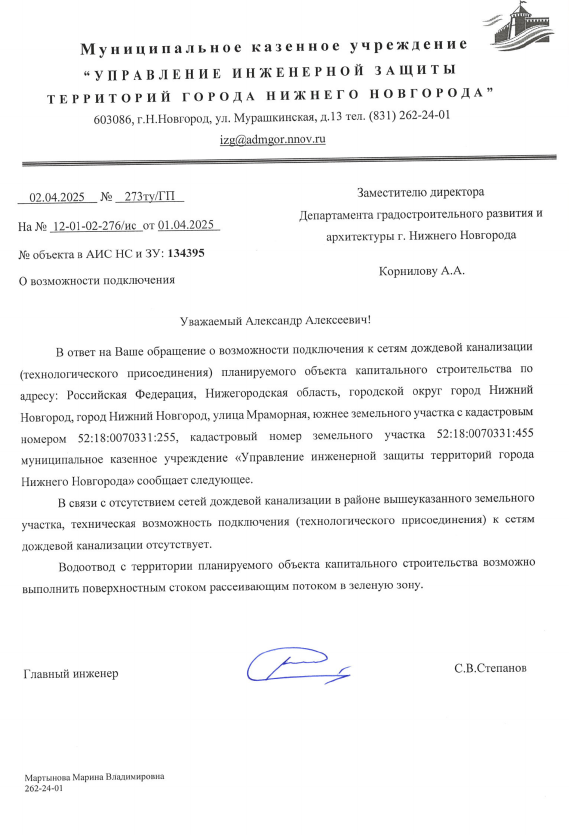 Муниципальное казенное учреждение
“УПРАВЛЕНИЕ ИНЖЕНЕРНОЙ ЗАЩИТЫ
ТЕРРИТОРИЙ ГОРОДА НИЖНЕГО НОВГОРОДА”
603086, г.Н.Новгород, ул. Мурашкинская, д.13 тел. (831) 262-24-01
izg@admgor.nnov.ru
02.04.2025 № 273ту/ГП
На № 12-01-02-276/ис от 01.04.2025
№ объекта в АИС НС и ЗУ: 134395
О возможности подключения
Заместителю директора
Департамента градостроительного развития и
архитектуры г. Нижнего Новгорода
Корнилову А.А.
Уважаемый Александр Алексеевич!
В ответ на Ваше обращение о возможности подключения к сетям дождевой канализации
(технологического присоединения) планируемого объекта капитального строительства по
адресу: Российская Федерация, Нижегородская область, городской округ город Нижний
Новгород, город Нижний Новгород, улица Мраморная, южнее земельного участка с кадастровым
номером 52:18:0070331:255, кадастровый номер земельного участка 52:18:0070331:455
муниципальное казенное учреждение «Управление инженерной защиты территорий города
Нижнего Новгорода» сообщает следующее.
В связи с отсутствием сетей дождевой канализации в районе вышеуказанного земельного
участка, техническая возможность подключения (технологического присоединения) к сетям
дождевой канализации отсутствует.
Водоотвод с территории планируемого объекта капитального строительства возможно
выполнить поверхностным стоком рассеивающим потоком в зеленую зону.
Главный инженер
С.В.Степанов
Мартынова Марина Владимировна
262-24-01